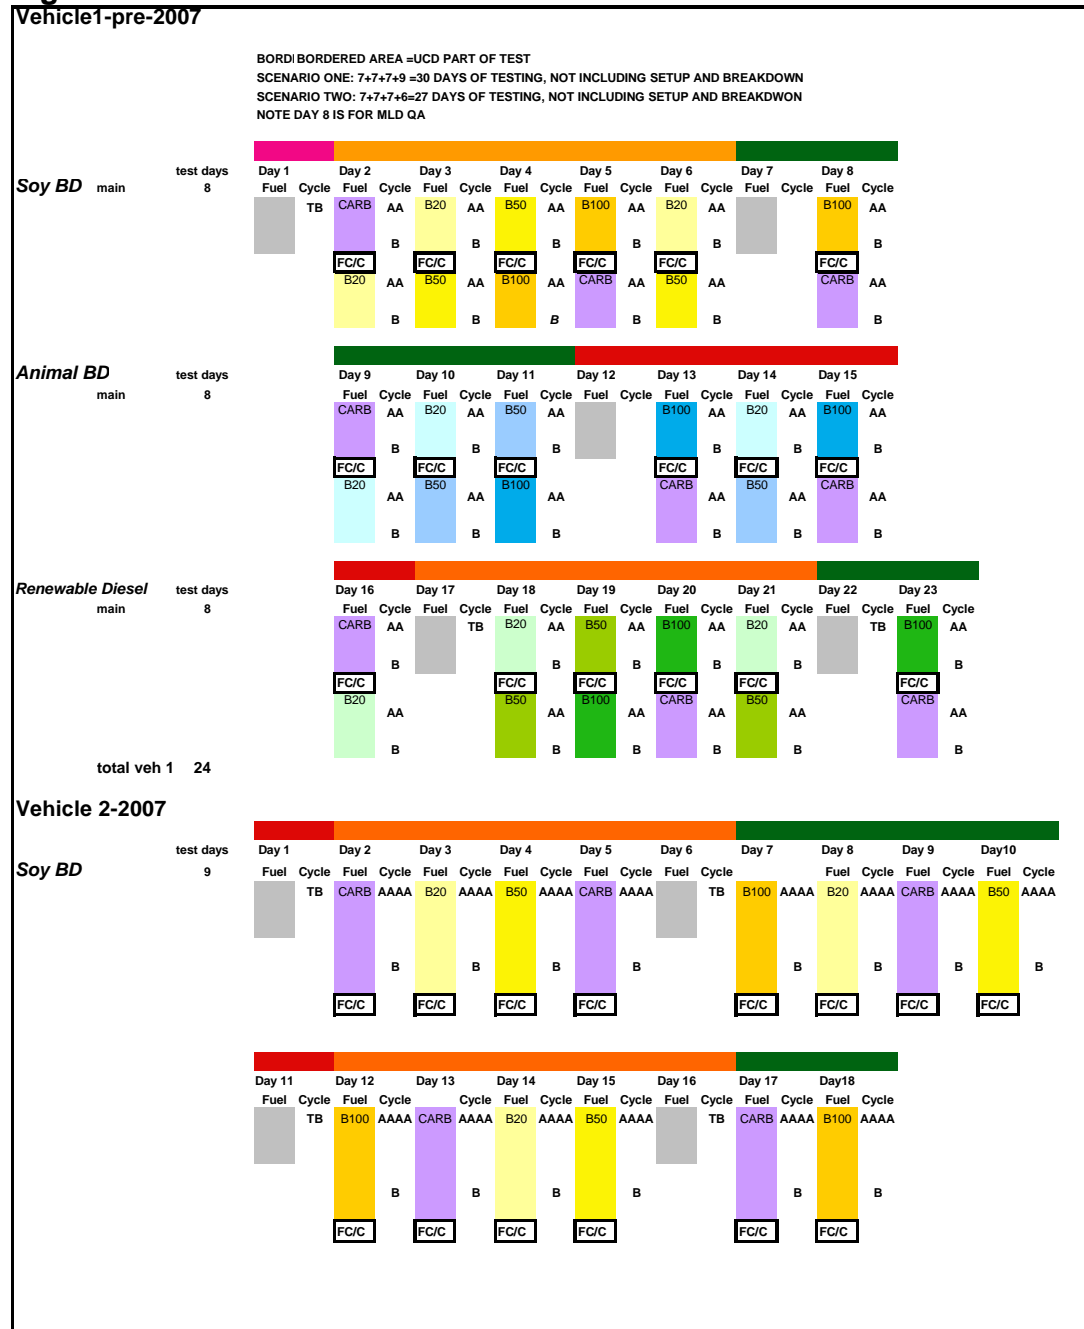 Vehicle1-pre-2007
BORDI BORDERED AREA =UCD PART OF TEST
SCENARIO ONE: 7+7+7+9 =30 DAYS OF TESTING, NOT INCLUDING SETUP AND BREAKDOWN
SCENARIO TWO: 7+7+7+6=27 DAYS OF TESTING, NOT INCLUDING SETUP AND BREAKDWON
NOTE DAY 8 IS FOR MLD QA
test days Day 1 Day 2 Day 3 Day 4 Day 5 Day 6 Day 7 Day 8
Soy BD main 8 Fuel Cycle Fuel Cycle Fuel Cycle Fuel Cycle Fuel Cycle Fuel Cycle Fuel Fuel Cycle
TB CARB AA B20 AA B50 AA B100 AA B20 AA B100 AA
B B B B B B
FC/C FC/C FC/C FC/C FC/C FC/C
B20 AA B50 AA B100 AA CARB AA B50 AA CARB AA
B B B B B B
Animal BD test days Day 9 Day 10 Day 11 Day 12 Day 13 Day 14 Day 15
main 8 Fuel Cycle Fuel Cycle Fuel Cycle Fuel Cycle Fuel Cycle Fuel Cycle Fuel Cycle
CARB AA B20 AA B50 AA B100 AA B20 AA B100 AA
B B B B B B
FC/C FC/C FC/C FC/C FC/C FC/C
B20 AA B50 AA B100 AA CARB AA B50 AA CARB AA
B B B B B B
Renewable Diesel test days Day 16 Day 17 Day 18 Day 19 Day 20 Day 21 Day 22 Day 23
main 8 Fuel Cycle Fuel Cycle Fuel Cycle Fuel Cycle Fuel Cycle Fuel Cycle Fuel Cycle Fuel Cycle
CARB AA TB B20 AA B50 AA B100 AA B20 AA TB B100 AA
B B B B B B
FC/C FC/C FC/C FC/C FC/C FC/C
B20 AA B50 AA B100 AA CARB AA B50 AA CARB AA
B B B B B B
total veh 1 24
Vehicle 2-2007
test days Day 1 Day 2 Day 3 Day 4 Day 5 Day 6 Day 7 Day 8 Day 9 Day10
Soy BD 9 Fuel Cycle Fuel Cycle Fuel Cycle Fuel Cycle Fuel Cycle Fuel Cycle Fuel Cycle Fuel Cycle Fuel Cycle
TB CARB AAAA B20 AAAA B50 AAAA CARB AAAA TB B100 AAAA B20 AAAA CARB AAAA B50 AAAA
B B B B B B B B
FC/C FC/C FC/C FC/C FC/C FC/C FC/C FC/C
Day 11 Day 12 Day 13 Day 14 Day 15 Day 16 Day 17 Day18
Fuel Cycle Fuel Cycle Cycle Fuel Cycle Fuel Cycle Fuel Cycle Fuel Cycle Fuel Cycle
TB B100 AAAA CARB AAAA B20 AAAA B50 AAAA TB CARB AAAA B100 AAAA
B B B B B B
FC/C FC/C FC/C FC/C FC/C FC/C